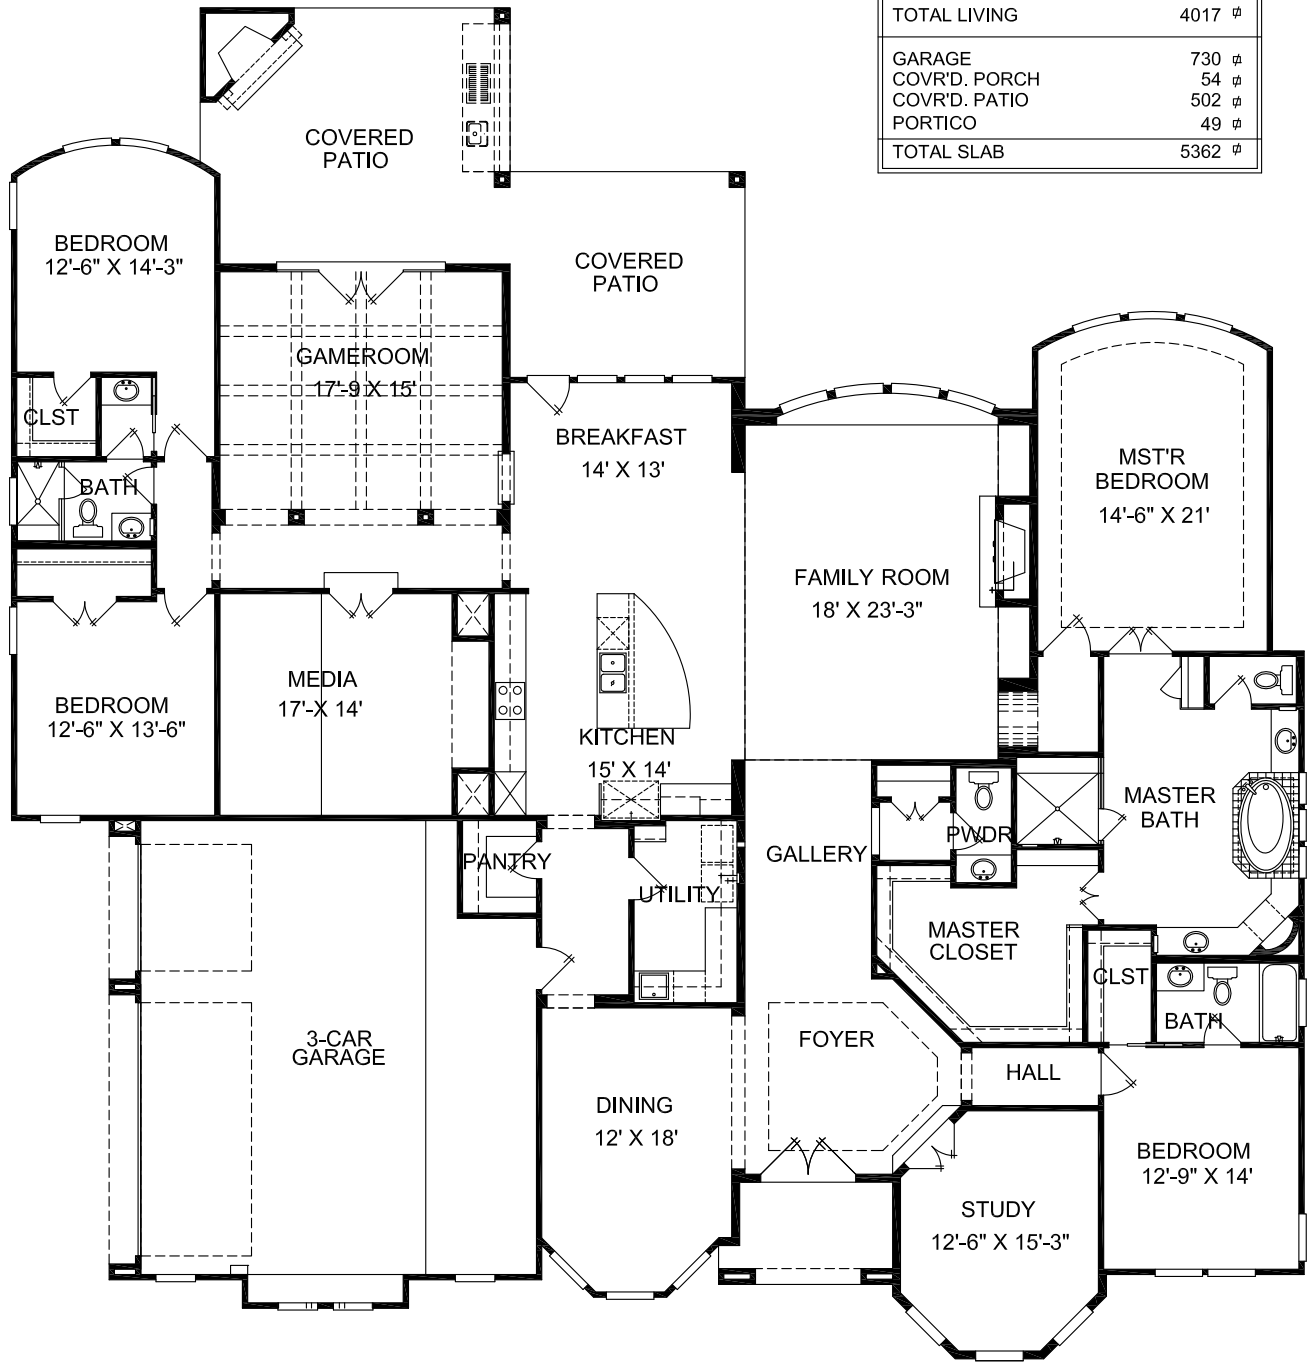 TOTAL LIVING 4017 ⌗
GARAGE 730 ⌗
COVR'D. PORCH 54 ⌗
COVR'D. PATIO 502 ⌗
PORTICO 49 ⌗
TOTAL SLAB 5362 ⌗
COVERED
PATIO
BEDROOM
12'-6" X 14'-3"
COVERED
PATIO
GAMEROOM
17'-9 X 15'
CLST
BREAKFAST
14' X 13'
MST'R
BEDROOM
14'-6" X 21'
BATH
FAMILY ROOM
18' X 23'-3"
BEDROOM
12'-6" X 13'-6"
MEDIA
17'-X 14'
KITCHEN
15' X 14'
MASTER
BATH
PWDR
GALLERY
PANTRY
UTILITY
MASTER
CLOSET
CLST
BATH
3-CAR
GARAGE
FOYER
HALL
DINING
12' X 18'
BEDROOM
12'-9" X 14'
STUDY
12'-6" X 15'-3"